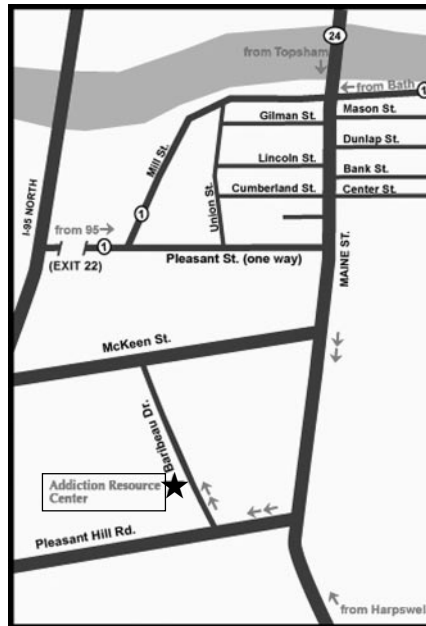 24
from Topsham
from Bath
1
Mason St.
Gilman St.
Dunlap St.
Mill St.
Lincoln St.
Bank St.
Cumberland St.
Center St.
Union St.
I-95 NORTH
1
from 95
1
(EXIT 22)
Pleasant St. (one way)
MAINE ST.
McKeen St.
Baribeau Dr.
Addiction Resource
Center
Pleasant Hill Rd.
from Harpswell